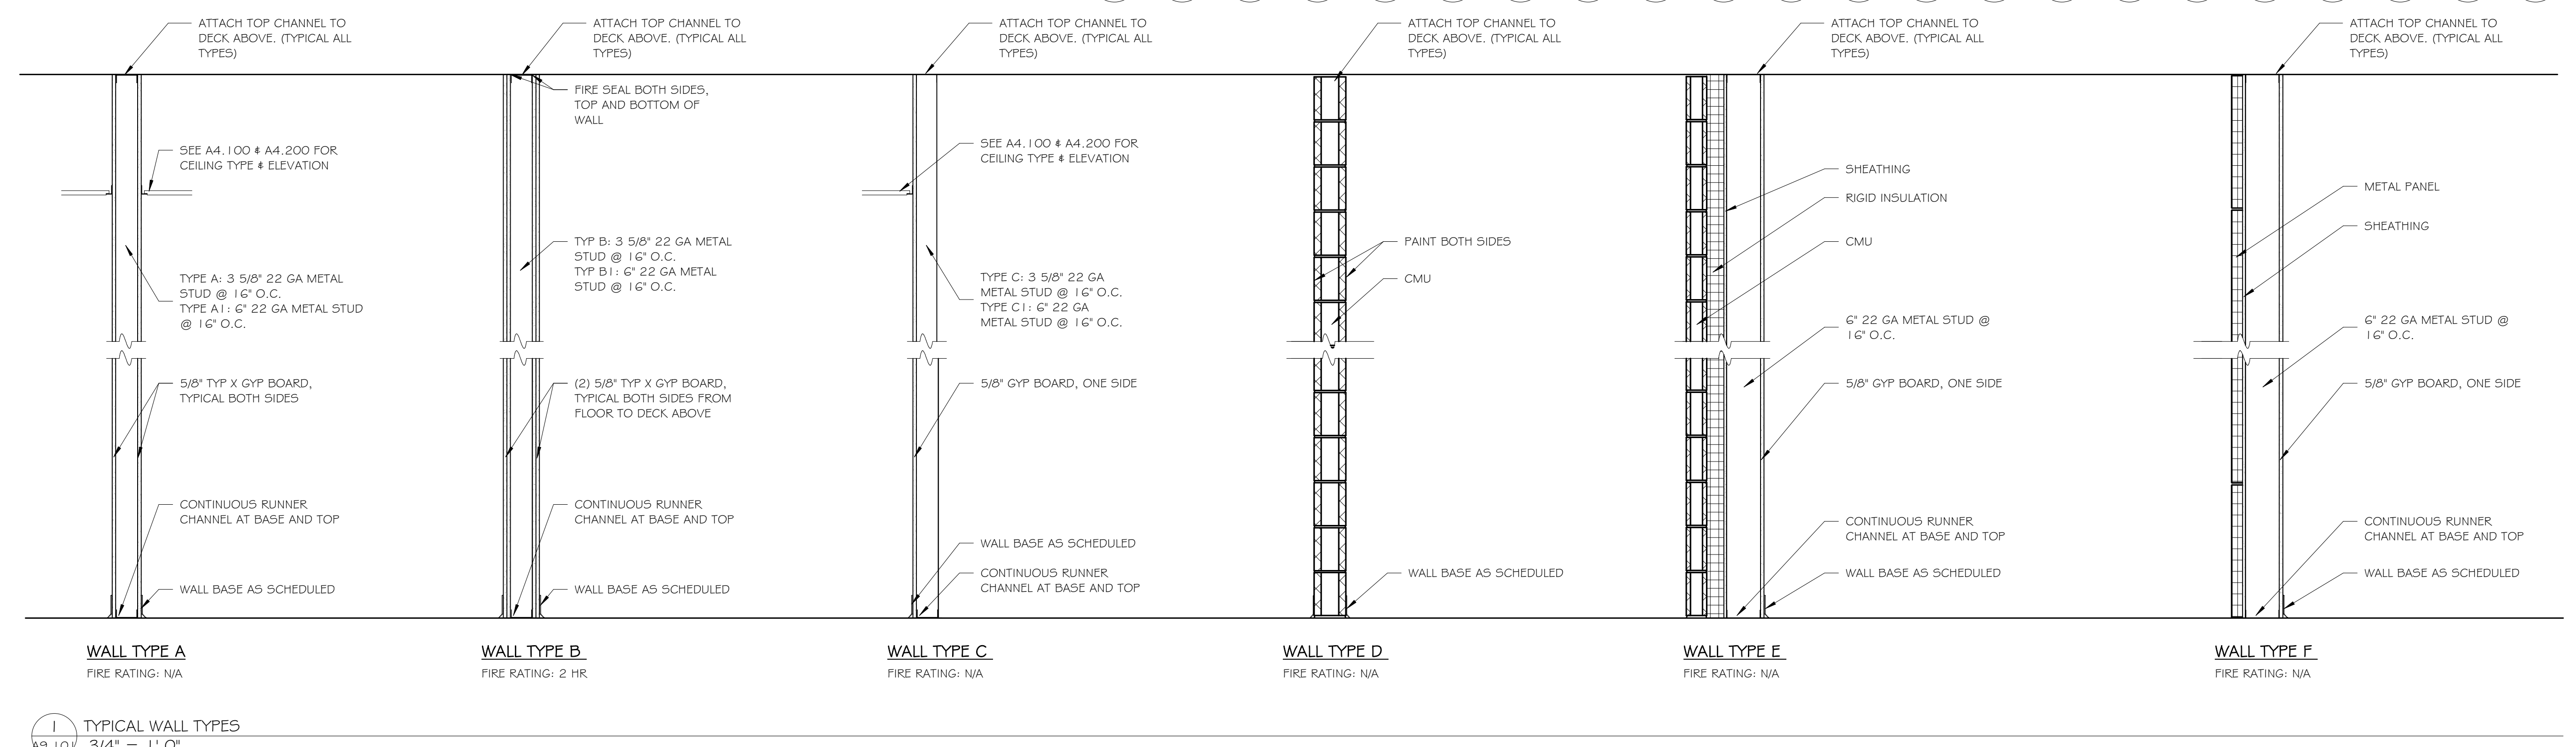 ATTACH TOP CHANNEL TO
DECK ABOVE. (TYPICAL ALL
TYPES)
SEE A4.100 & A4.200 FOR
CEILING TYPE & ELEVATION
TYPE A: 3 5/8" 22 GA METAL
STUD @ 16" O.C.
TYPE A1: 6" 22 GA METAL STUD
@ 16" O.C.
5/8" TYP X GYP BOARD,
TYPICAL BOTH SIDES
CONTINUOUS RUNNER
CHANNEL AT BASE AND TOP
WALL BASE AS SCHEDULED
WALL TYPE A
FIRE RATING: N/A
ATTACH TOP CHANNEL TO
DECK ABOVE. (TYPICAL ALL
TYPES)
FIRE SEAL BOTH SIDES,
TOP AND BOTTOM OF
WALL
TYP B: 3 5/8" 22 GA METAL
STUD @ 16" O.C.
TYP B1: 6" 22 GA METAL
STUD @ 16" O.C.
(2) 5/8" TYP X GYP BOARD,
TYPICAL BOTH SIDES FROM
FLOOR TO DECK ABOVE
CONTINUOUS RUNNER
CHANNEL AT BASE AND TOP
WALL BASE AS SCHEDULED
WALL TYPE B
FIRE RATING: 2 HR
ATTACH TOP CHANNEL TO
DECK ABOVE. (TYPICAL ALL
TYPES)
SEE A4.100 & A4.200 FOR
CEILING TYPE & ELEVATION
TYPE C: 3 5/8" 22 GA
METAL STUD @ 16" O.C.
TYPE C1: 6" 22 GA
METAL STUD @ 16" O.C.
5/8" GYP BOARD, ONE SIDE
WALL BASE AS SCHEDULED
CONTINUOUS RUNNER
CHANNEL AT BASE AND TOP
WALL TYPE C
FIRE RATING: N/A
ATTACH TOP CHANNEL TO
DECK ABOVE. (TYPICAL ALL
TYPES)
PAINT BOTH SIDES
CMU
WALL BASE AS SCHEDULED
WALL TYPE D
FIRE RATING: N/A
ATTACH TOP CHANNEL TO
DECK ABOVE. (TYPICAL ALL
TYPES)
SHEATHING
RIGID INSULATION
CMU
6" 22 GA METAL STUD @
16" O.C.
5/8" GYP BOARD, ONE SIDE
CONTINUOUS RUNNER
CHANNEL AT BASE AND TOP
WALL BASE AS SCHEDULED
WALL TYPE E
FIRE RATING: N/A
ATTACH TOP CHANNEL TO
DECK ABOVE. (TYPICAL ALL
TYPES)
METAL PANEL
SHEATHING
6" 22 GA METAL STUD @
16" O.C.
5/8" GYP BOARD, ONE SIDE
CONTINUOUS RUNNER
CHANNEL AT BASE AND TOP
WALL BASE AS SCHEDULED
WALL TYPE F
FIRE RATING: N/A
1
TYPICAL WALL TYPES
A9.101
3/4" = 1'0"